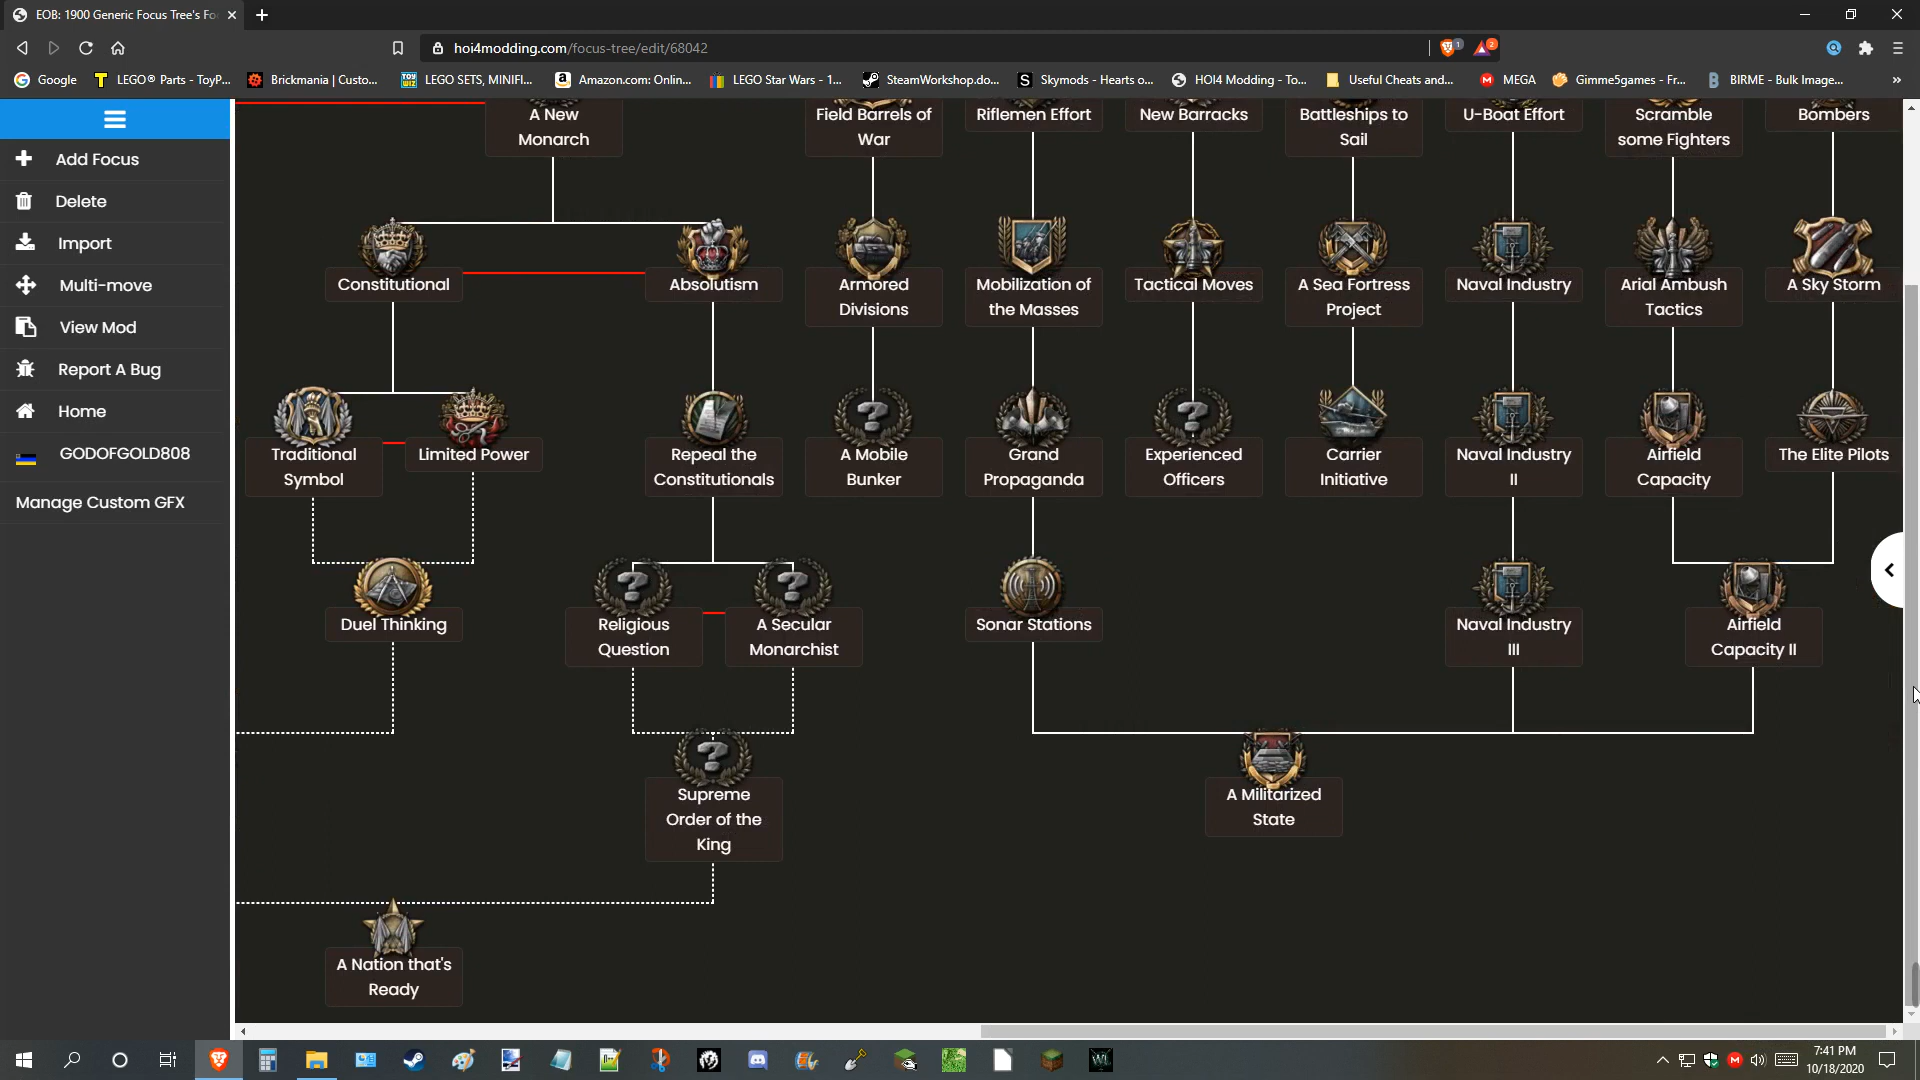 EOB: 1900 Generic Focus Tree's Fo
hoi4modding.com/focus-tree/edit/68042
1
2
Google
LEGO® Parts - ToyP...
Brickmania | Custo...
LEGO SETS, MINIFI...
Amazon.com: Onlin...
LEGO Star Wars - 1...
SteamWorkshop.do...
Skymods - Hearts o...
HOI4 Modding - To...
Useful Cheats and...
MEGA
Gimme5games - Fr...
BIRME - Bulk Image...
»
Add Focus
Delete
Import
Multi-move
View Mod
Report A Bug
Home
GODOFGOLD808
Manage Custom GFX
A New
Monarch
Field Barrels of
War
Riflemen Effort
New Barracks
Battleships to
Sail
U-Boat Effort
Scramble
some Fighters
Bombers
Constitutional
Absolutism
Armored
Divisions
Mobilization of
the Masses
Tactical Moves
A Sea Fortress
Project
Naval Industry
Arial Ambush
Tactics
A Sky Storm
Traditional
Symbol
Limited Power
Repeal the
Constitutionals
A Mobile
Bunker
Grand
Propaganda
Experienced
Officers
Carrier
Initiative
Naval Industry
II
Airfield
Capacity
The Elite Pilots
Duel Thinking
Religious
Question
A Secular
Monarchist
Sonar Stations
Naval Industry
III
Airfield
Capacity II
Supreme
Order of the
King
A Militarized
State
A Nation that's
Ready
7:41 PM
10/18/2020